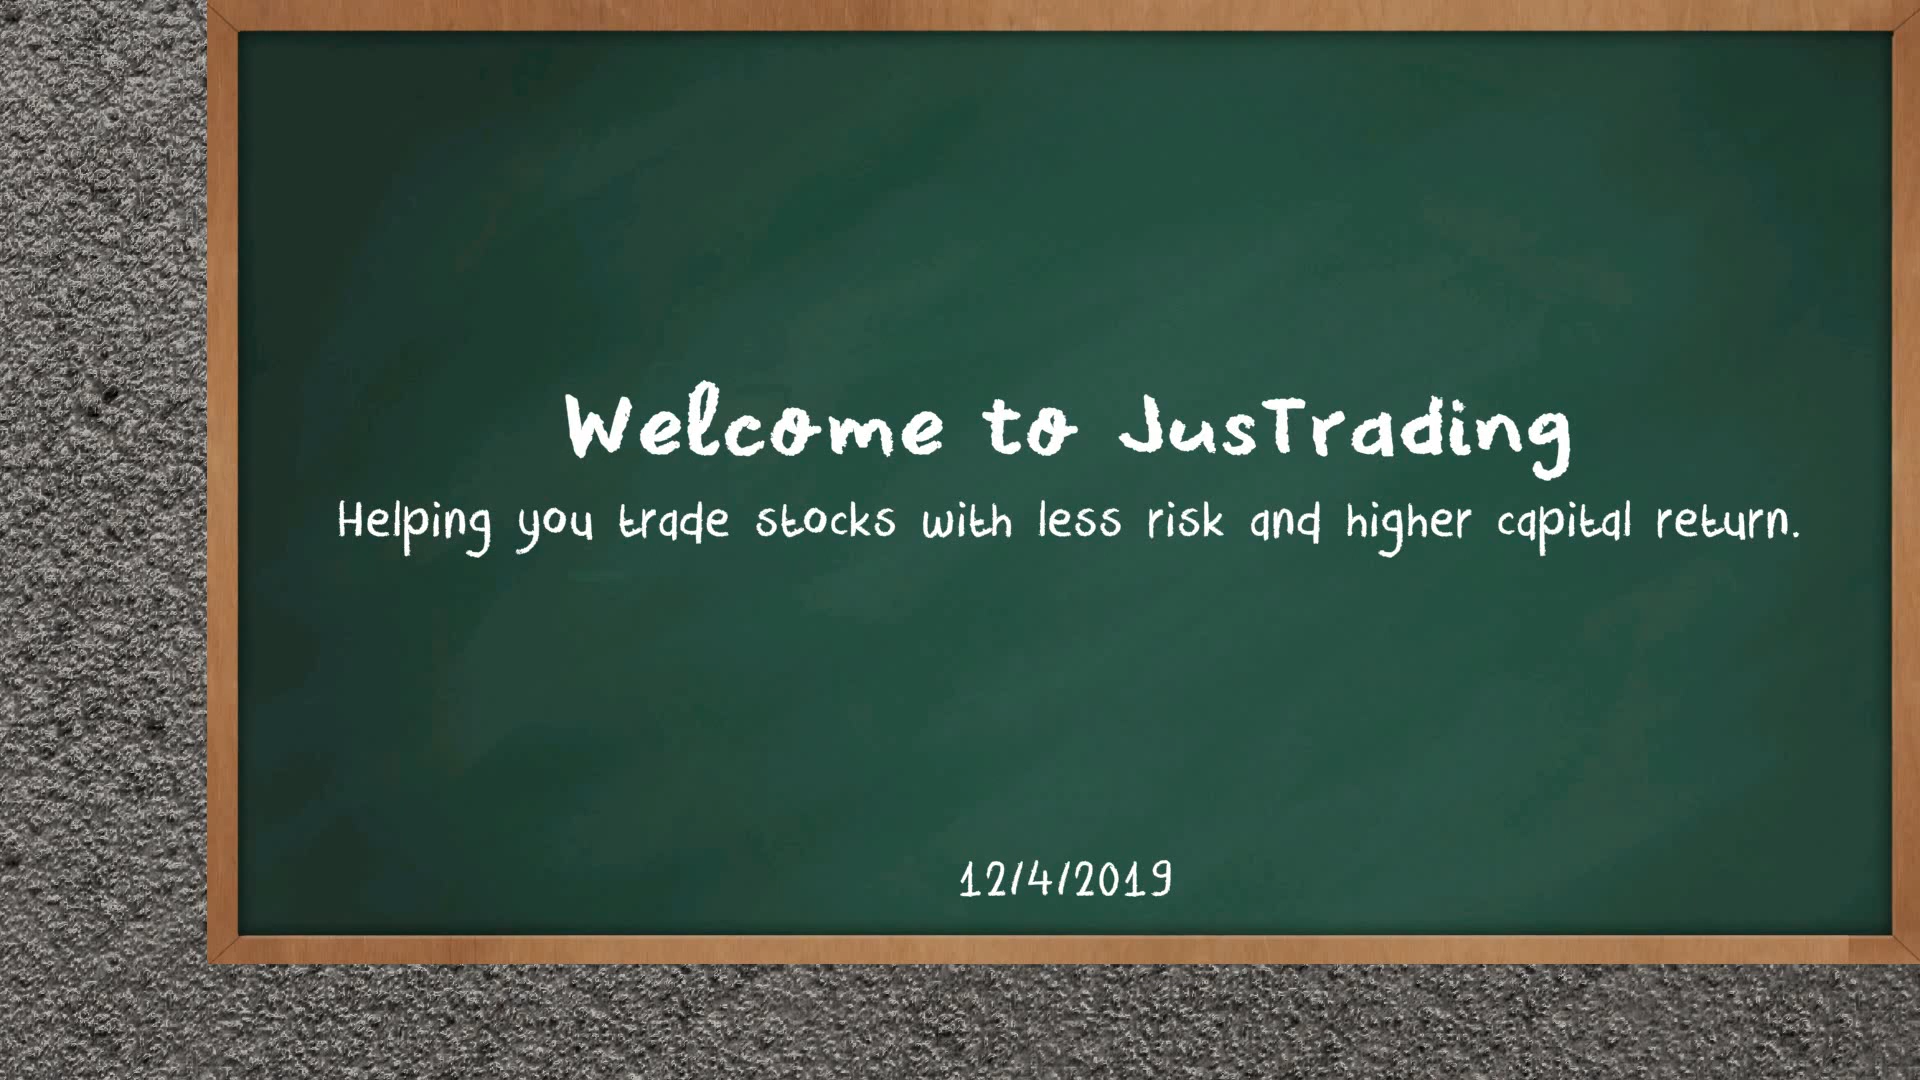 Welcome to JusTrading
Helping you trade stocks with less risk and higher capital return.
12/4/2019